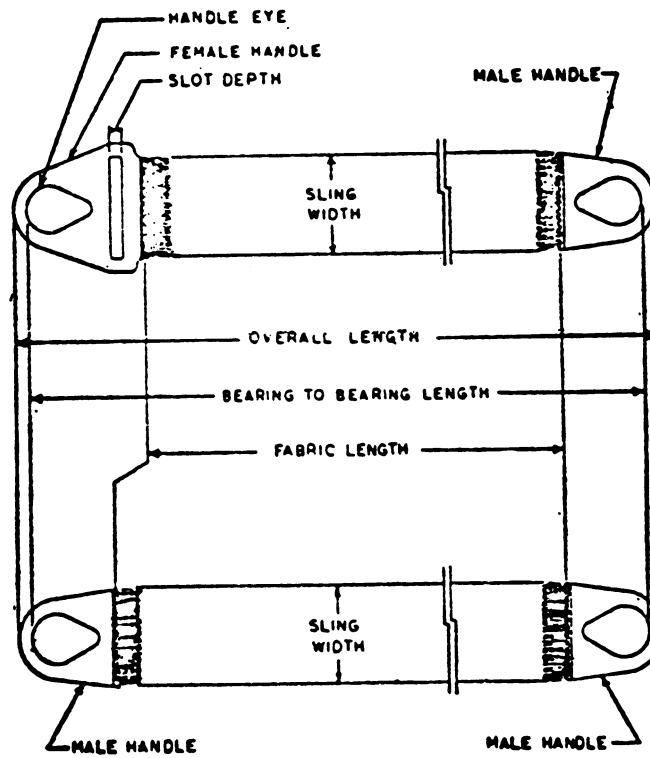 HANDLE EYE
FEMALE HANDLE
SLOT DEPTH
MALE HANDLE
SLING
WIDTH
OVERALL LENGTH
BEARING TO BEARING LENGTH
FABRIC LENGTH
SLING
WIDTH
MALE HANDLE
MALE HANDLE